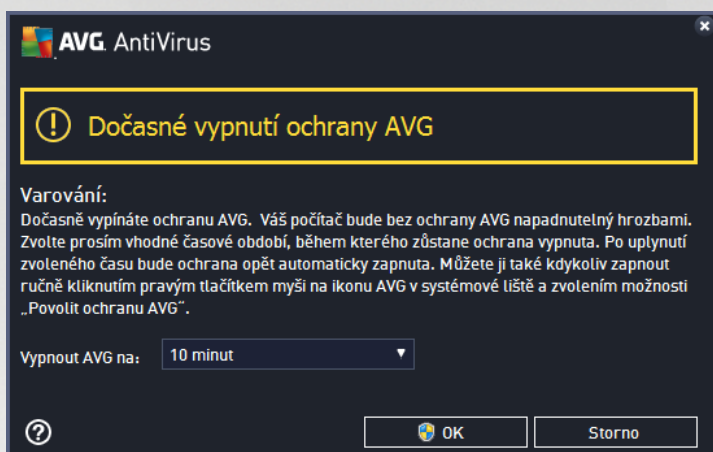 AVG. AntiVirus
Dočasné vypnutí ochrany AVG
Varování:
Dočasně vypínáte ochranu AVG. Váš počítač bude bez ochrany AVG napadnutelný hrozbami.
Zvolte prosím vhodné časové období, během kterého zůstane ochrana vypnuta. Po uplynutí
zvoleného času bude ochrana opět automaticky zapnuta. Můžete ji také kdykoliv zapnout
ručně kliknutím pravým tlačítkem myši na ikonu AVG v systémové liště a zvolením možnosti
„Povolit ochranu AVG“.
Vypnout AVG na: 10 minut
OK Storno